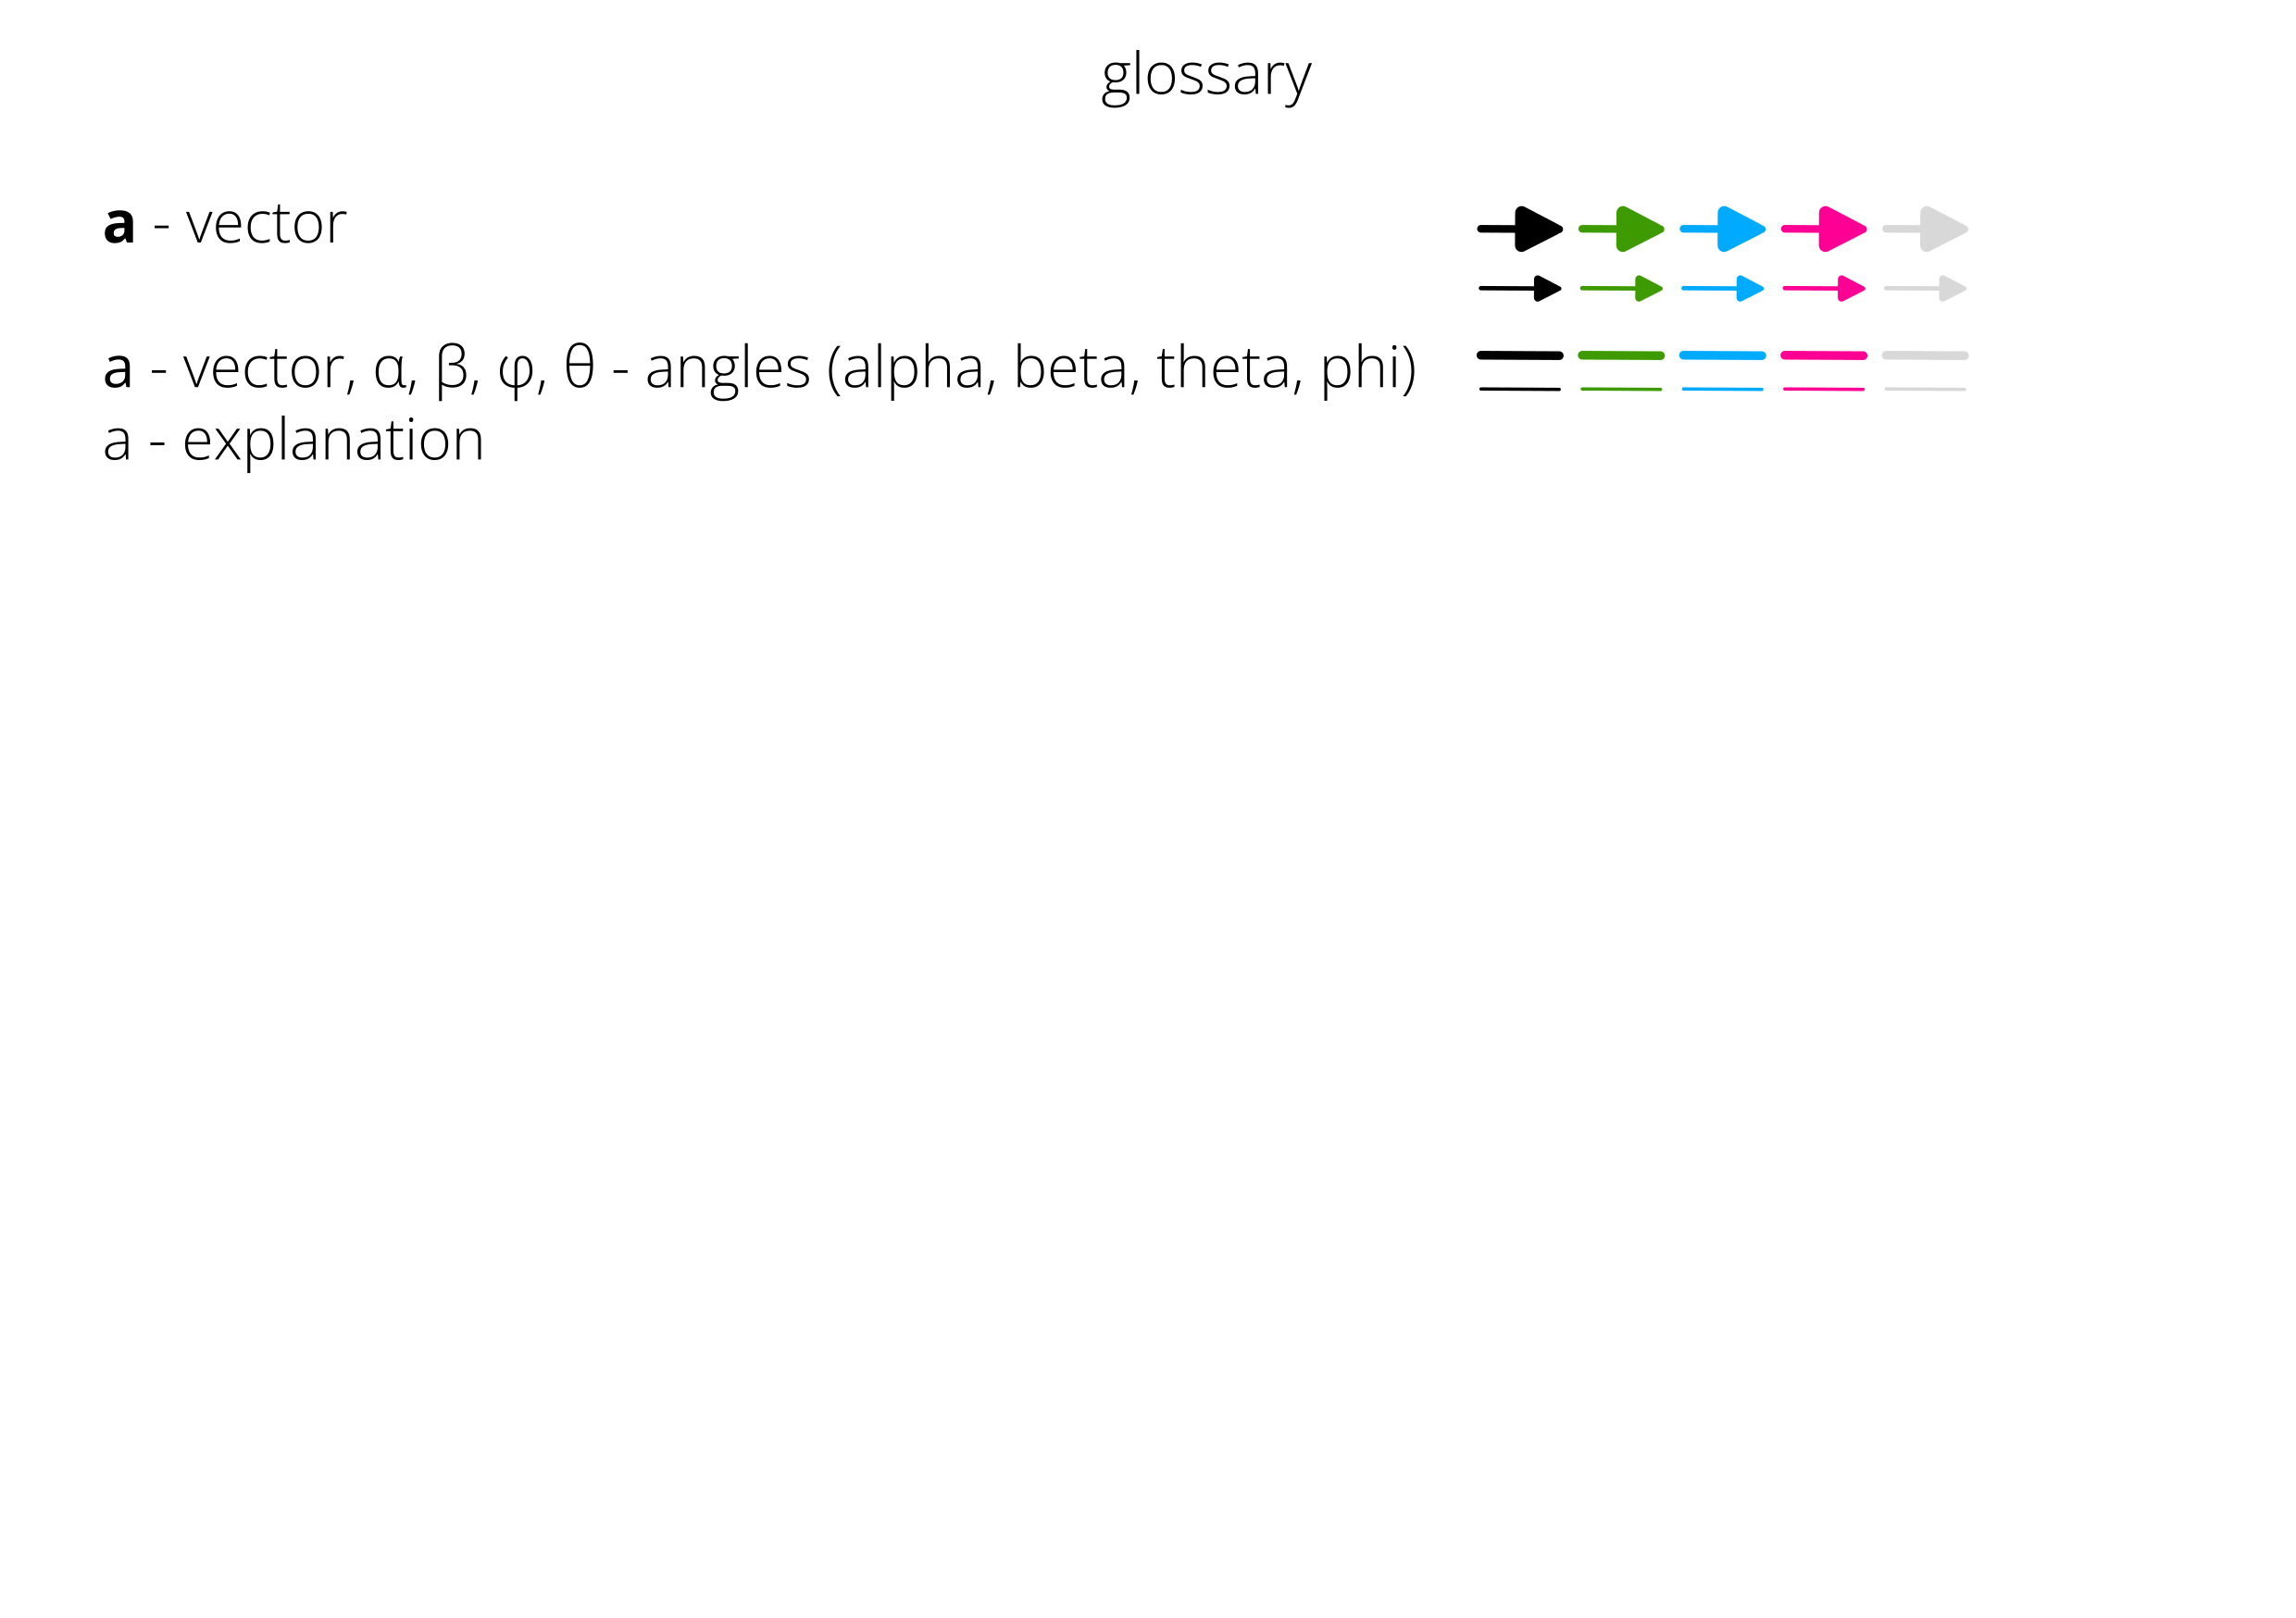 glossary
a - vector
a - vector, α, β, φ, θ - angles (alpha, beta, theta, phi)
a - explanation